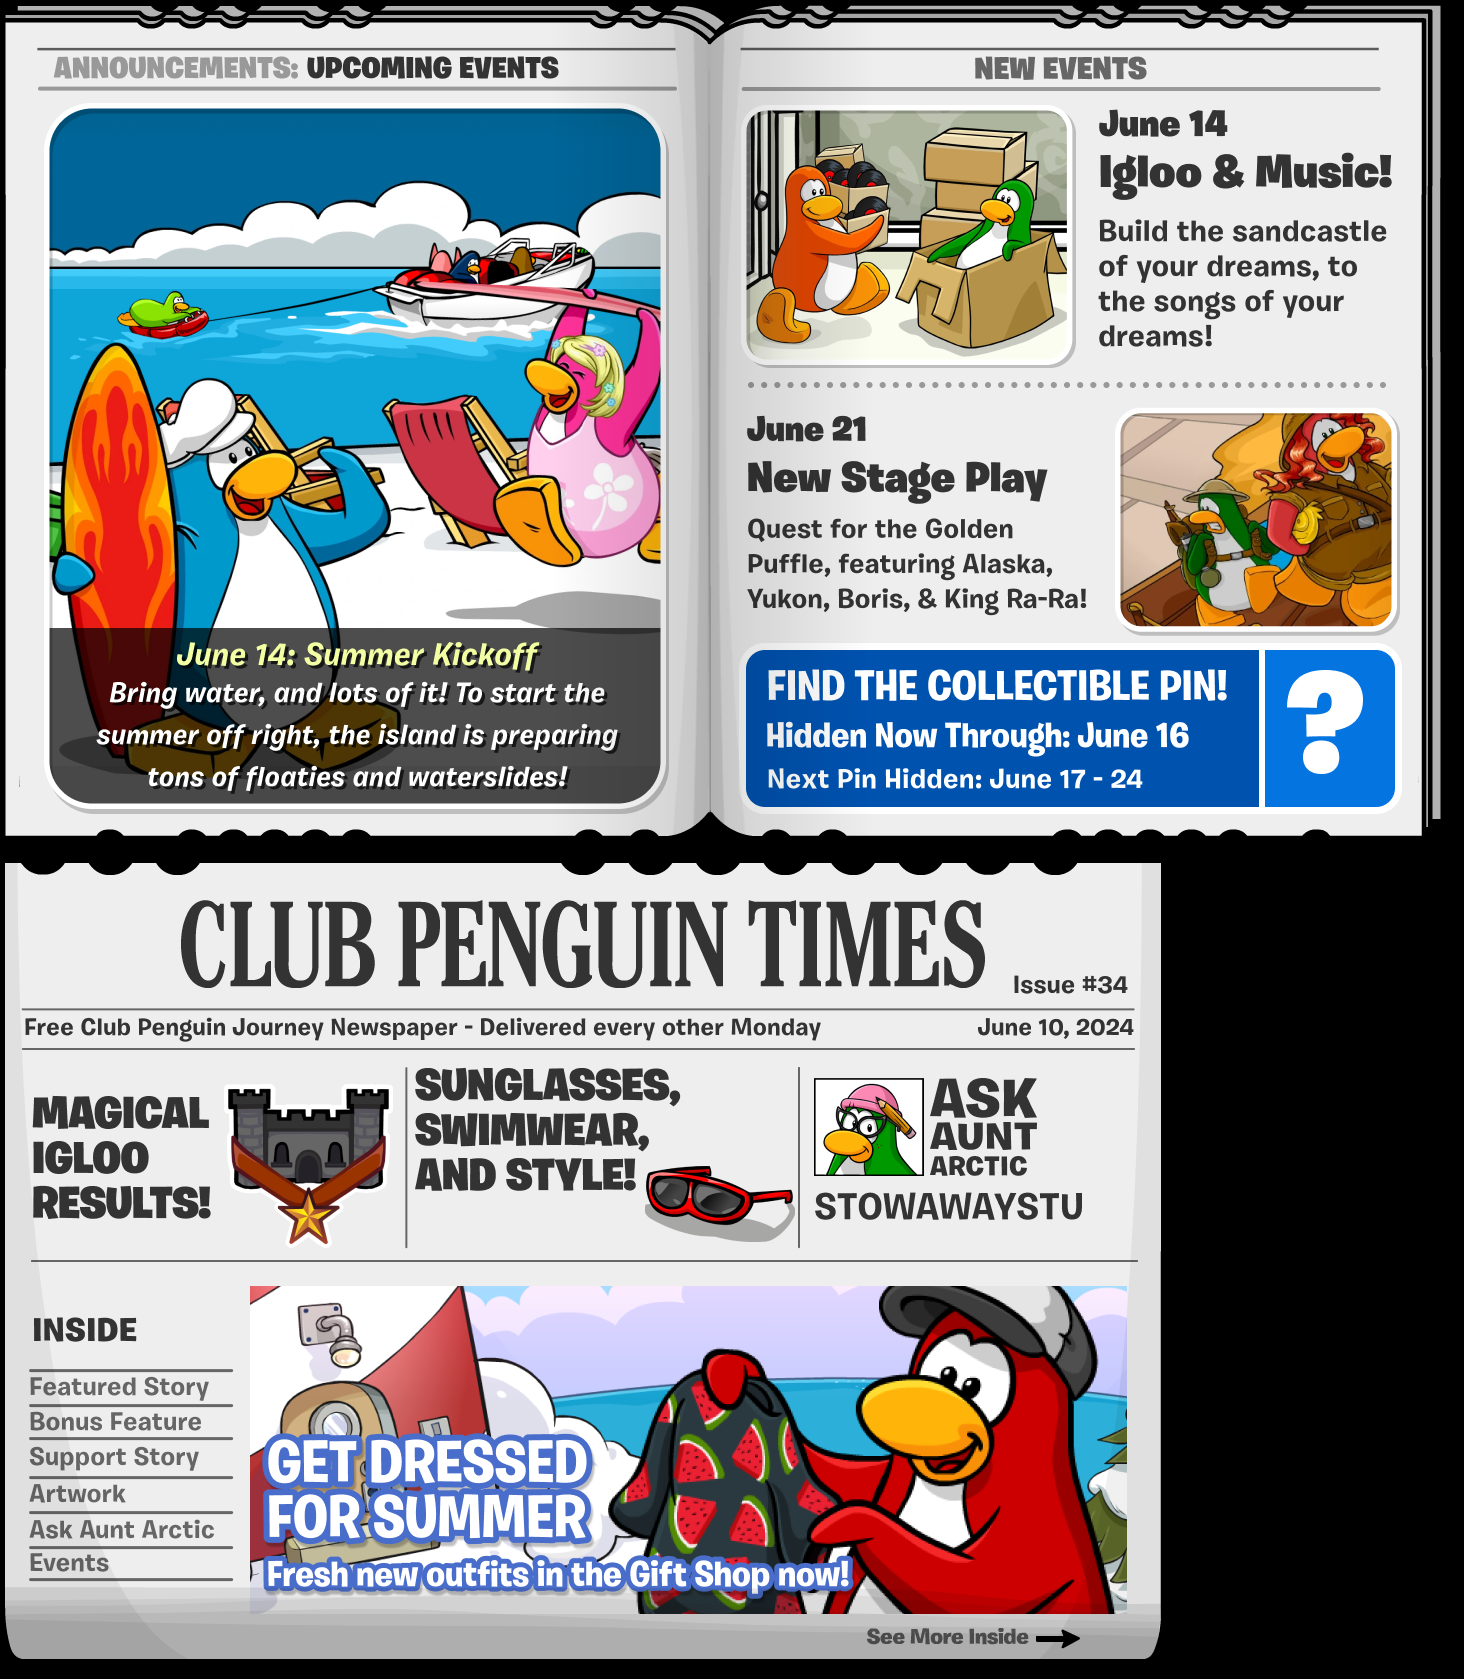 ANNOUNCEMENTS: UPCOMING EVENTS
June 14: Summer Kickoff
Bring water, and lots of it! To start the
summer off right, the island is preparing
tons of floaties and waterslides!
NEW EVENTS
June 14
Igloo & Music!
Build the sandcastle
of your dreams, to
the songs of your
dreams!
June 21
New Stage Play
Quest for the Golden
Puffle, featuring Alaska,
Yukon, Boris, & King Ra-Ra!
FIND THE COLLECTIBLE PIN!
Hidden Now Through: June 16
Next Pin Hidden: June 17 - 24
?
CLUB PENGUIN TIMES
Issue #34
Free Club Penguin Journey Newspaper - Delivered every other Monday
June 10, 2024
MAGICAL
IGLOO
RESULTS!
SUNGLASSES,
SWIMWEAR,
AND STYLE!
ASK
AUNT
ARCTIC
STOWAWAYSTU
INSIDE
Featured Story
Bonus Feature
Support Story
Artwork
Ask Aunt Arctic
Events
GET DRESSED
FOR SUMMER
Fresh new outfits in the Gift Shop now!
See More Inside